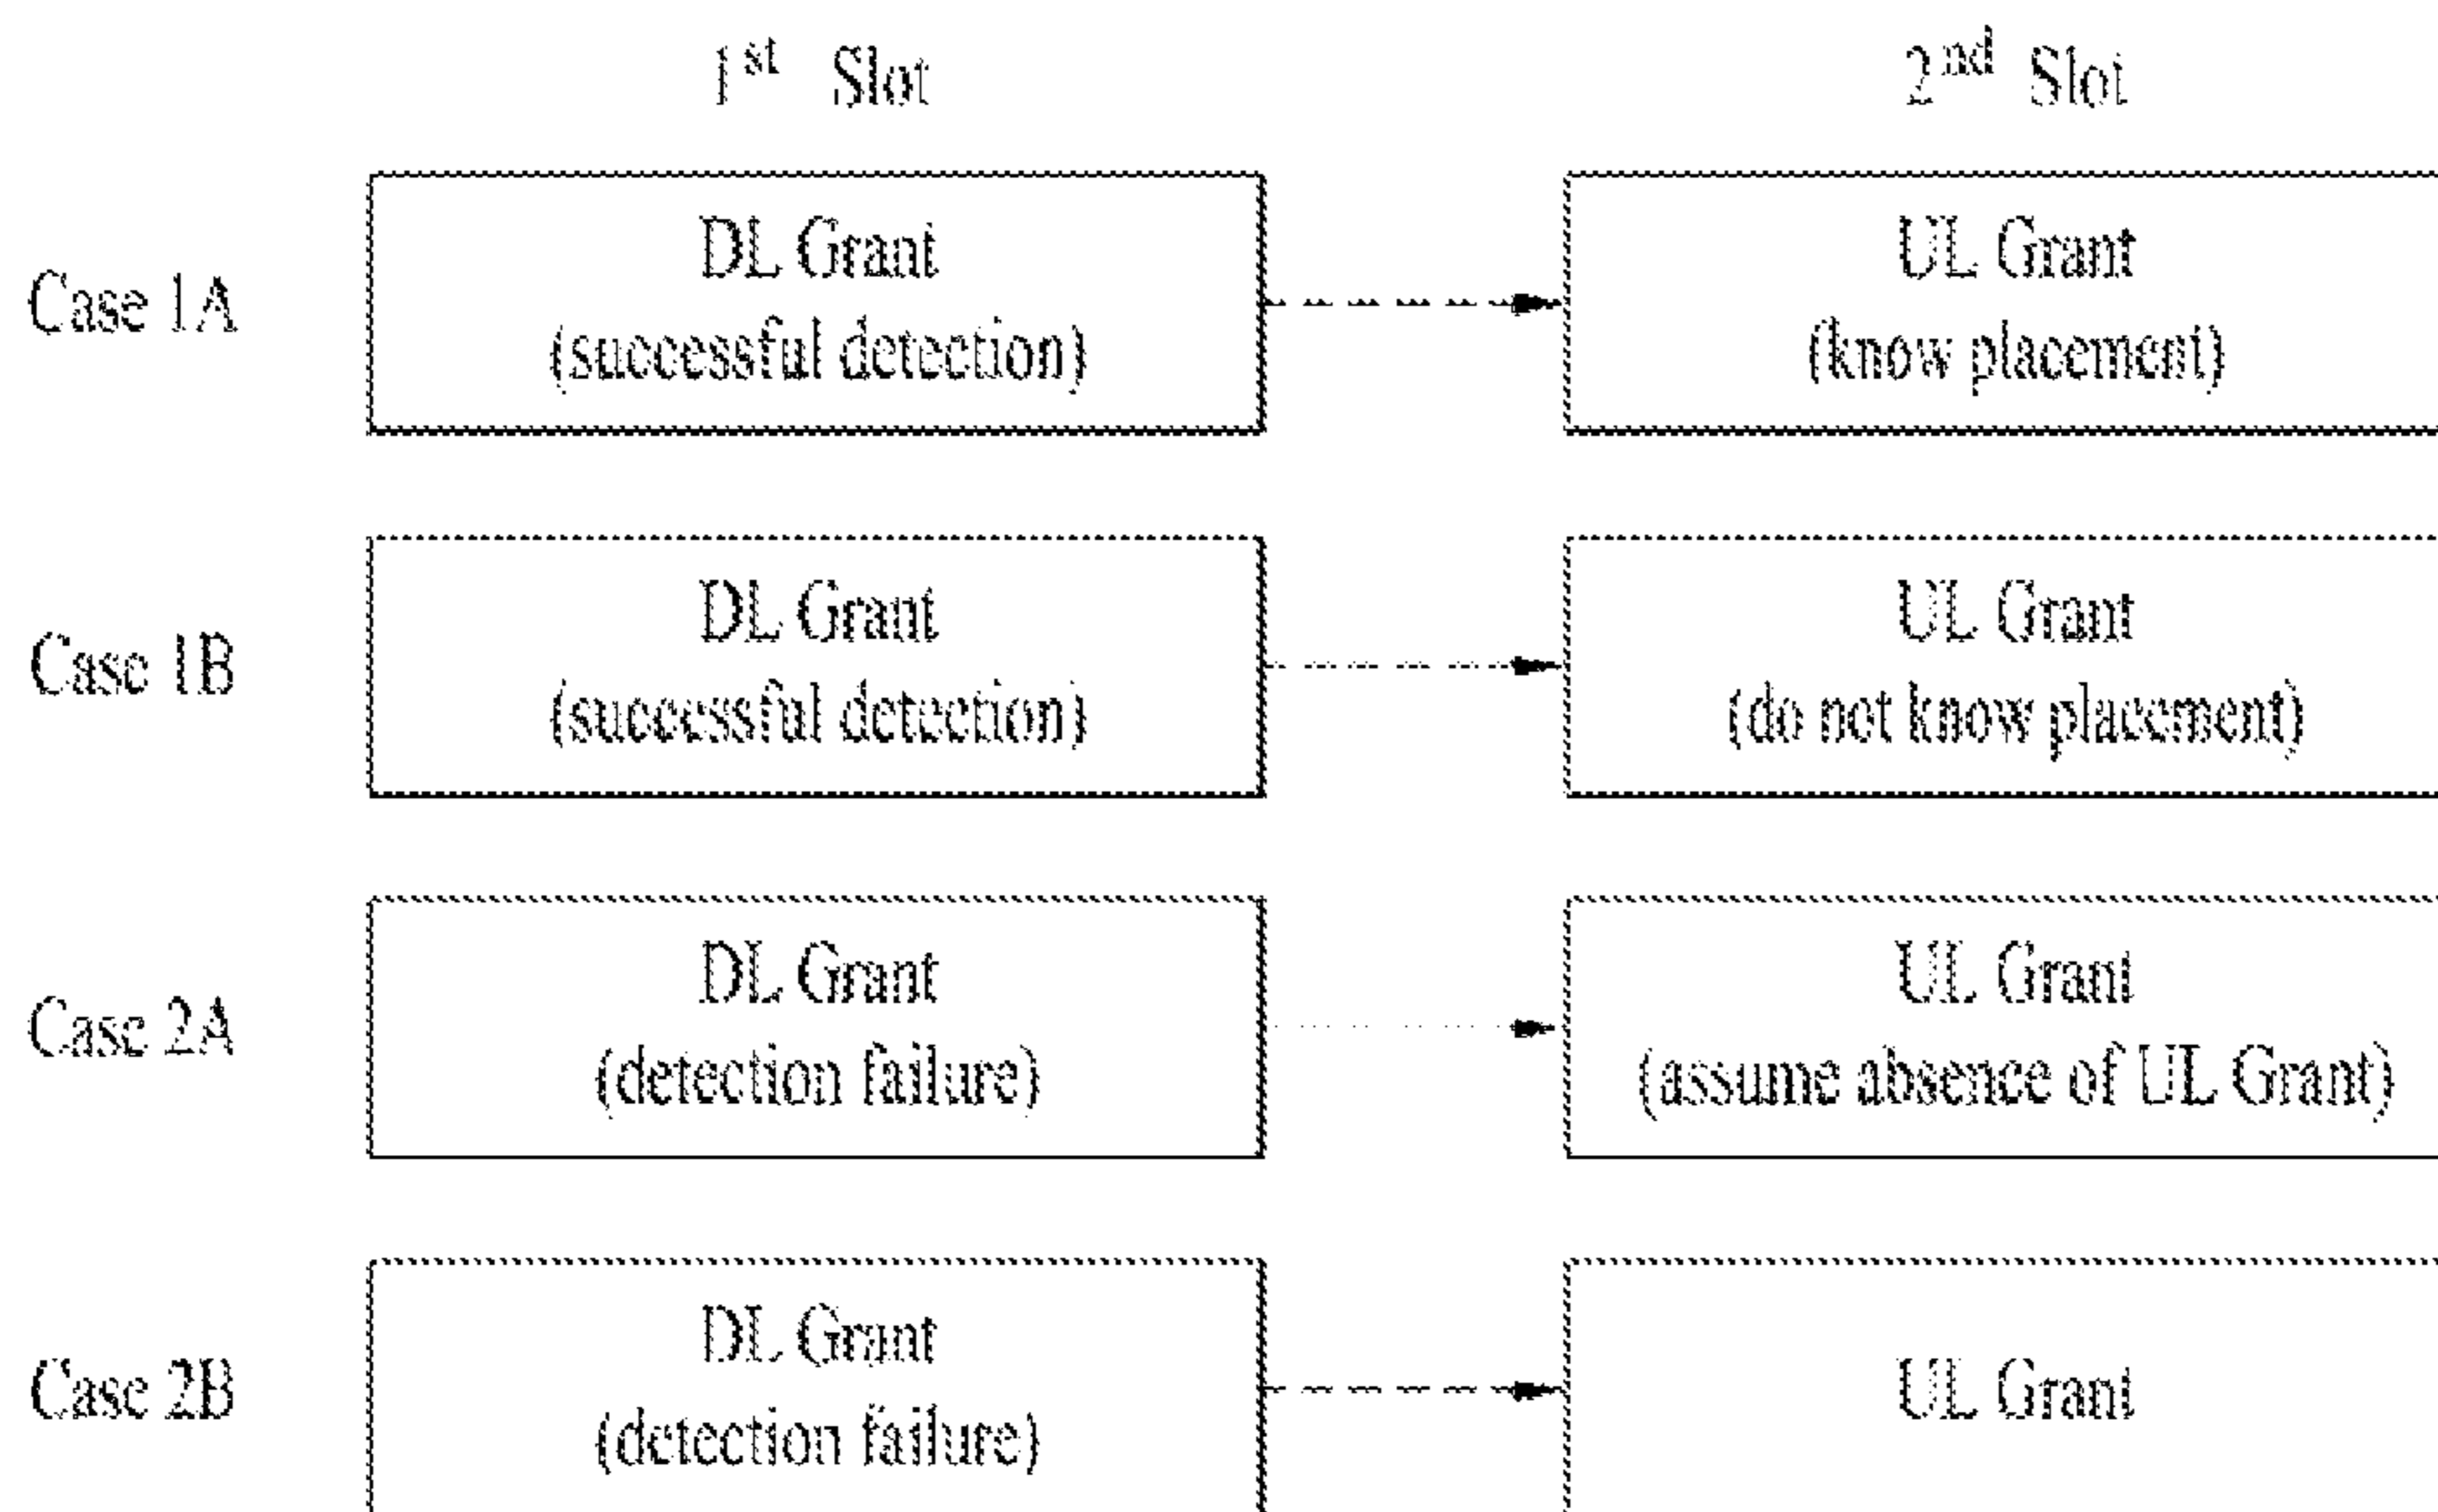 1st Slot 2nd Slot
Case 1A
DL Grant
(successful detection)
UL Grant
(know placement)
Case 1B
DL Grant
(successful detection)
UL Grant
(do not know placement)
Case 2A
DL Grant
(detection failure)
UL Grant
(assume absence of UL Grant)
Case 2B
DL Grant
(detection failure)
UL Grant